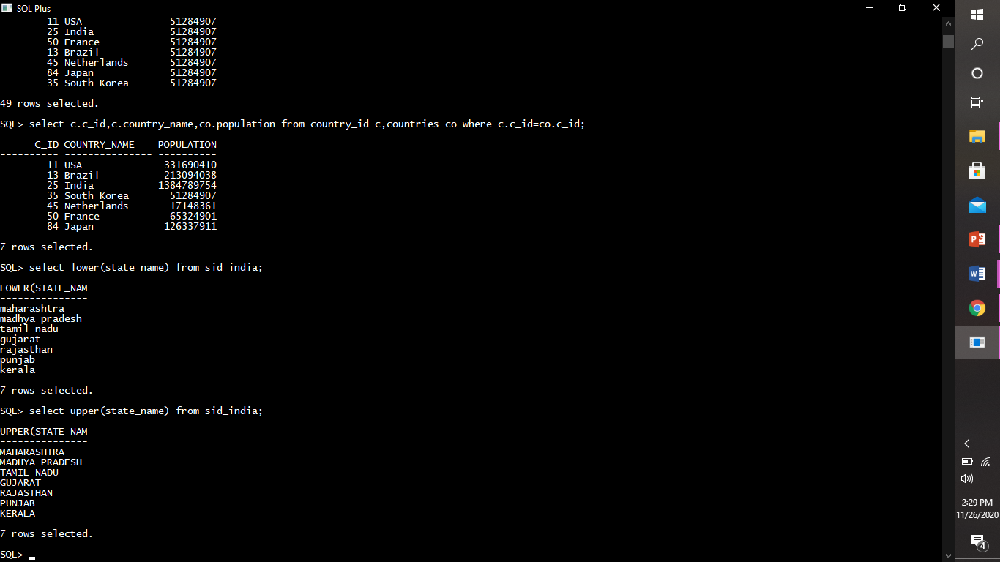 SQL Plus
11 USA 51284907
25 India 51284907
50 France 51284907
13 Brazil 51284907
45 Netherlands 51284907
84 Japan 51284907
35 South Korea 51284907
49 rows selected.
SQL> select c.c_id,c.country_name,co.population from country_id c,countries co where c.c_id=co.c_id;
C_ID COUNTRY_NAME POPULATION
---------- --------------- ----------
11 USA 331690410
13 Brazil 213094038
25 India 1384789754
35 South Korea 51284907
45 Netherlands 17148361
50 France 65324901
84 Japan 126337911
7 rows selected.
SQL> select lower(state_name) from sid_india;
LOWER(STATE_NAM
---------------
maharashtra
madhya pradesh
tamil nadu
gujarat
rajasthan
punjab
kerala
7 rows selected.
SQL> select upper(state_name) from sid_india;
UPPER(STATE_NAM
---------------
MAHARASHTRA
MADHYA PRADESH
TAMIL NADU
GUJARAT
RAJASTHAN
PUNJAB
KERALA
7 rows selected.
SQL>
P
W
2:29 PM
11/26/2020
4